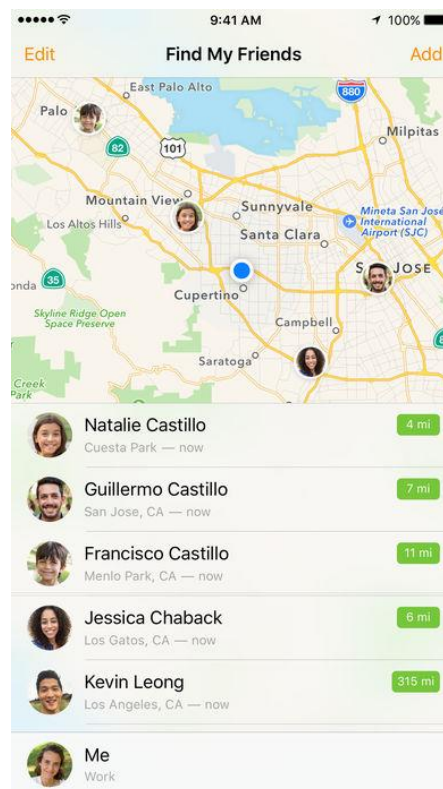 9:41 AM
100%
Edit
Find My Friends
Add
East Palo Alto
880
Palo
Milpitas
82
101
Mountain View
Sunnyvale
Mineta San José
International
Airport (SJC)
Los Altos Hills
Santa Clara
35
onda
S JOSE
Cupertino
Skyline Ridge Open
Space Preserve
Campbell
Saratoga
Creek
Park
Natalie Castillo
4 mi
Cuesta Park — now
Guillermo Castillo
7 mi
San Jose, CA — now
Francisco Castillo
11 mi
Menlo Park, CA — now
Jessica Chaback
6 mi
Los Gatos, CA — now
Kevin Leong
315 mi
Los Angeles, CA — now
Me
Work